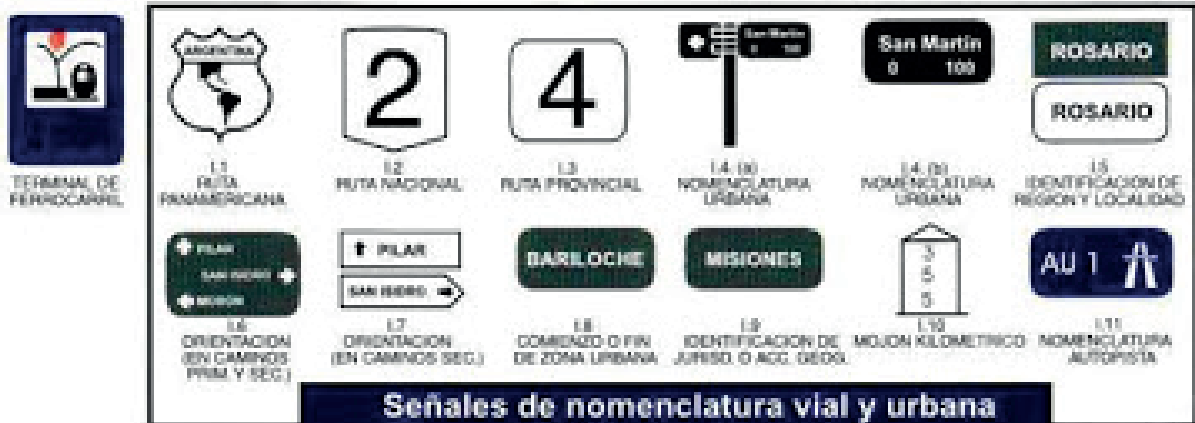 TERMINAL DE
FERROCARRIL
ARGENTINA
I.1
RUTA
PANAMERICANA
2
I.2
RUTA NACIONAL
4
I.3
RUTA PROVINCIAL
San Martin
0 100
I.4. (a)
NOMENCLATURA
URBANA
San Martin
0 100
I.4. (b)
NOMENCLATURA
URBANA
ROSARIO
ROSARIO
I.5
IDENTIFICACION DE
REGION Y LOCALIDAD
PILAR
SAN ISIDRO
MORON
I.6
ORIENTACION
(EN CAMINOS
PRIM. Y SEC.)
PILAR
SAN ISIDRO
I.7
ORIENTACION
(EN CAMINOS SEC.)
BARILOCHE
I.8
COMIENZO O FIN
DE ZONA URBANA
MISIONES
I.9
IDENTIFICACION DE
JURISD. O ACC. GEOG.
3
5
5
I.10
MOJON KILOMETRICO
AU 1
I.11
NOMENCLATURA
AUTOPISTA
Señales de nomenclatura vial y urbana